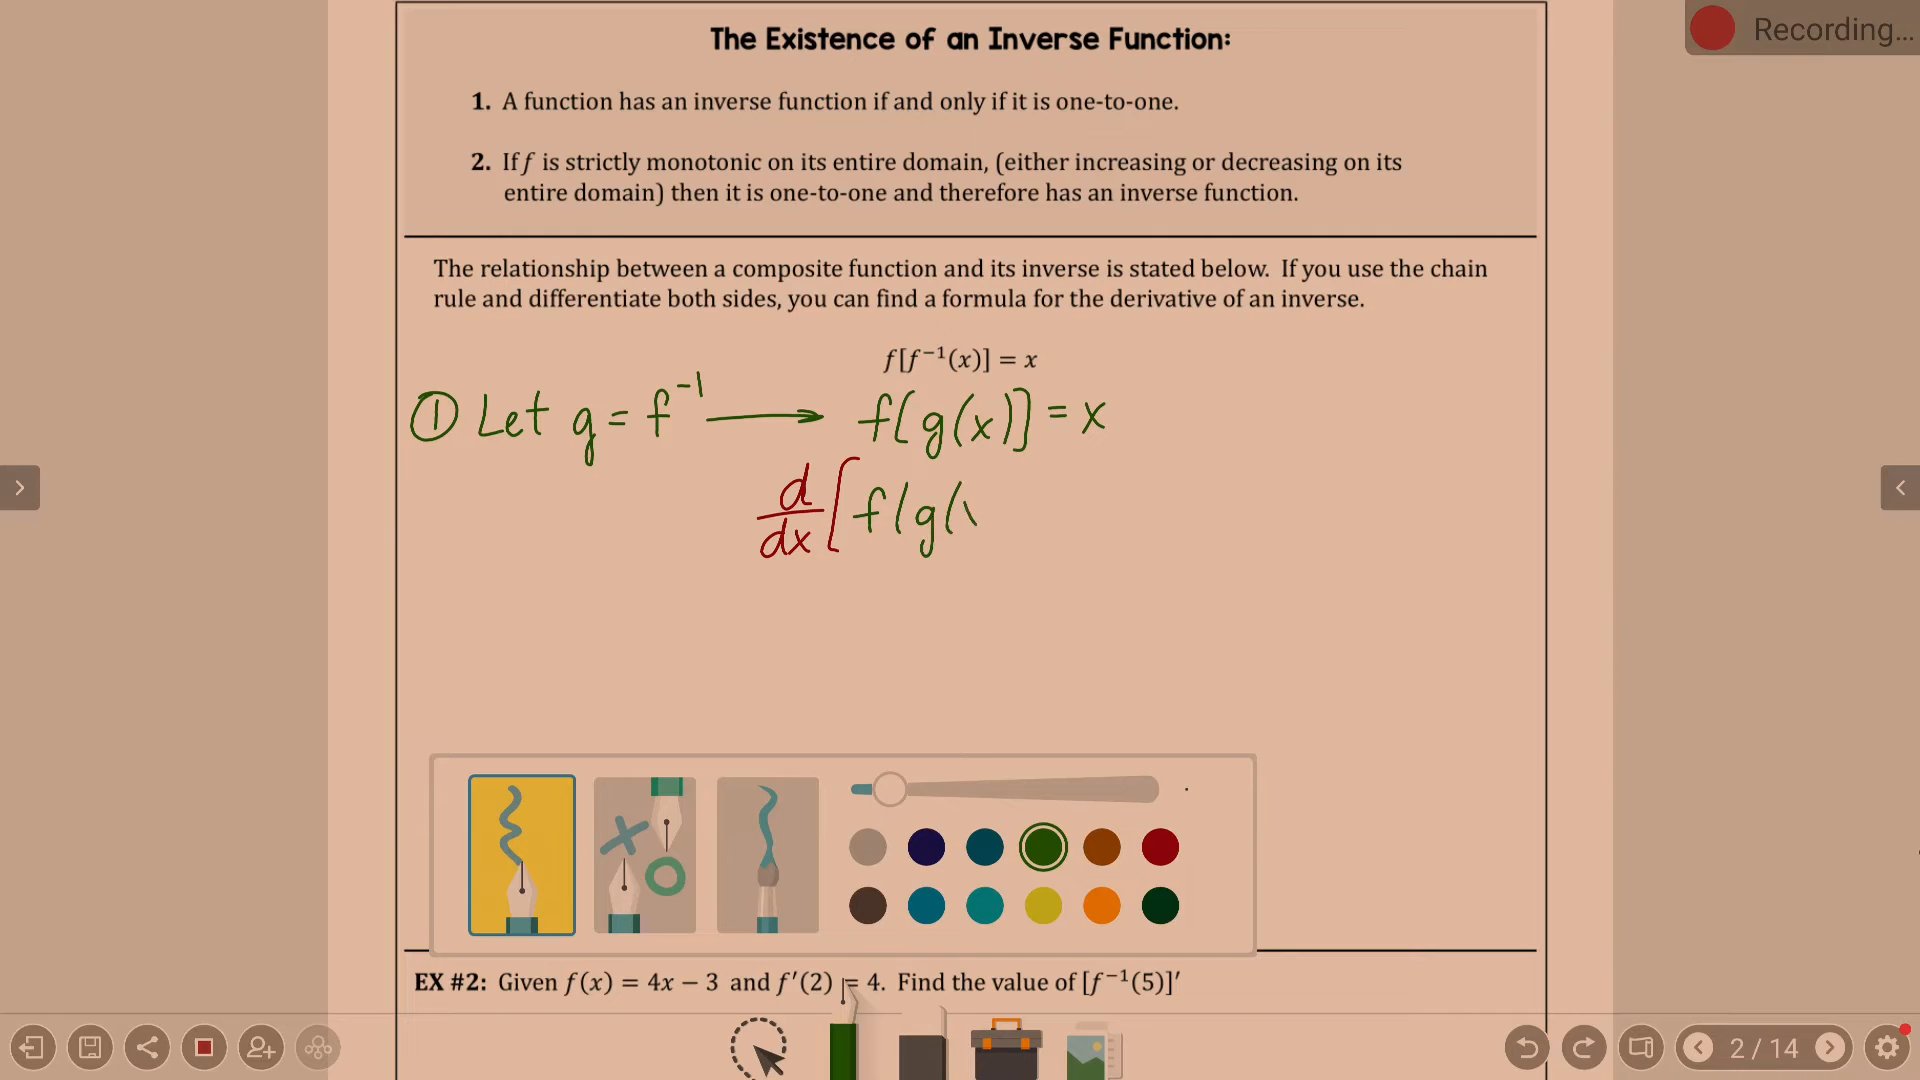 The Existence of an Inverse Function:
Recording...
1. A function has an inverse function if and only if it is one-to-one.
2. If f is strictly monotonic on its entire domain, (either increasing or decreasing on its
entire domain) then it is one-to-one and therefore has an inverse function.
The relationship between a composite function and its inverse is stated below. If you use the chain
rule and differentiate both sides, you can find a formula for the derivative of an inverse.
f[f⁻¹(x)] = x
① Let g = f⁻¹ ⟶ f[g(x)] = x
d/dx [f(g(
EX #2: Given f(x) = 4x − 3 and f′(2) = 4. Find the value of [f⁻¹(5)]′
2 / 14